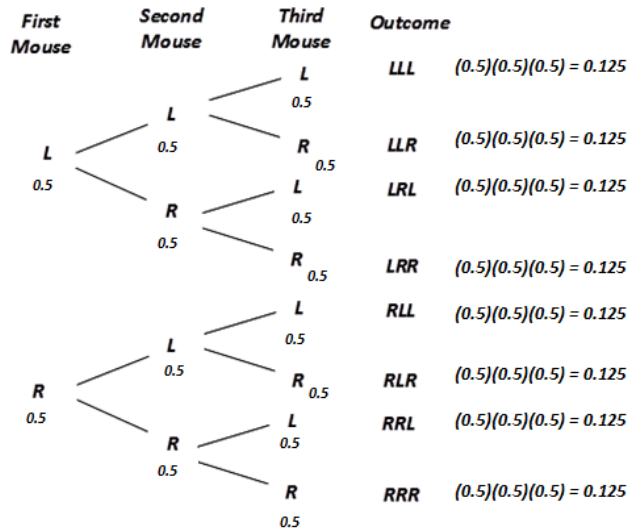 First Mouse Second Mouse Third Mouse Outcome
L LLL (0.5)(0.5)(0.5) = 0.125
0.5
L
0.5
R LLR (0.5)(0.5)(0.5) = 0.125
0.5
L
0.5
L LRL (0.5)(0.5)(0.5) = 0.125
0.5
R
0.5
R LRR (0.5)(0.5)(0.5) = 0.125
0.5
L RLL (0.5)(0.5)(0.5) = 0.125
0.5
L
0.5
R RLR (0.5)(0.5)(0.5) = 0.125
0.5
R
0.5
L RRL (0.5)(0.5)(0.5) = 0.125
0.5
R
0.5
R RRR (0.5)(0.5)(0.5) = 0.125
0.5